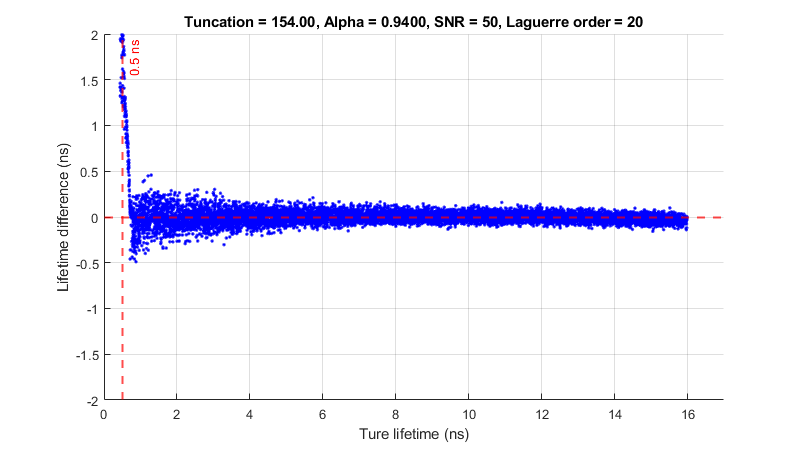 Tuncation = 154.00, Alpha = 0.9400, SNR = 50, Laguerre order = 20
0.5 ns
2
1.5
1
0.5
0
-0.5
-1
-1.5
-2
Lifetime difference (ns)
0 2 4 6 8 10 12 14 16
Ture lifetime (ns)